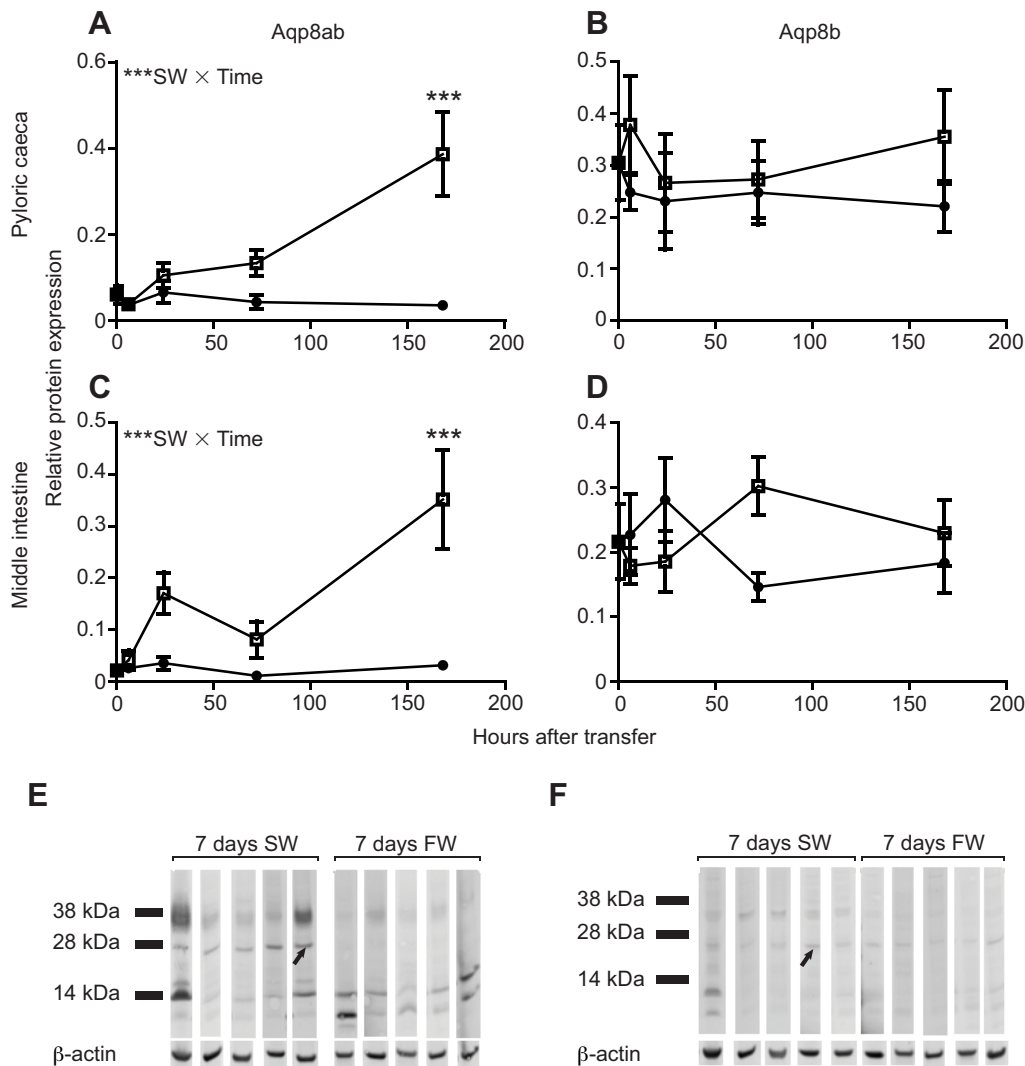 A
Aqp8ab
B
Aqp8b
Pyloric caeca
Middle intestine
Relative protein expression
***SW × Time
***
0.6
0.4
0.2
0
0 50 100 150 200
0.5
0.4
0.3
0.2
0.1
0
0 50 100 150 200
C
D
***SW × Time
***
0.5
0.4
0.3
0.2
0.1
0
0 50 100 150 200
0.4
0.3
0.2
0.1
0
0 50 100 150 200
Hours after transfer
E
7 days SW 7 days FW
38 kDa
28 kDa
14 kDa
β-actin
F
7 days SW 7 days FW
38 kDa
28 kDa
14 kDa
β-actin